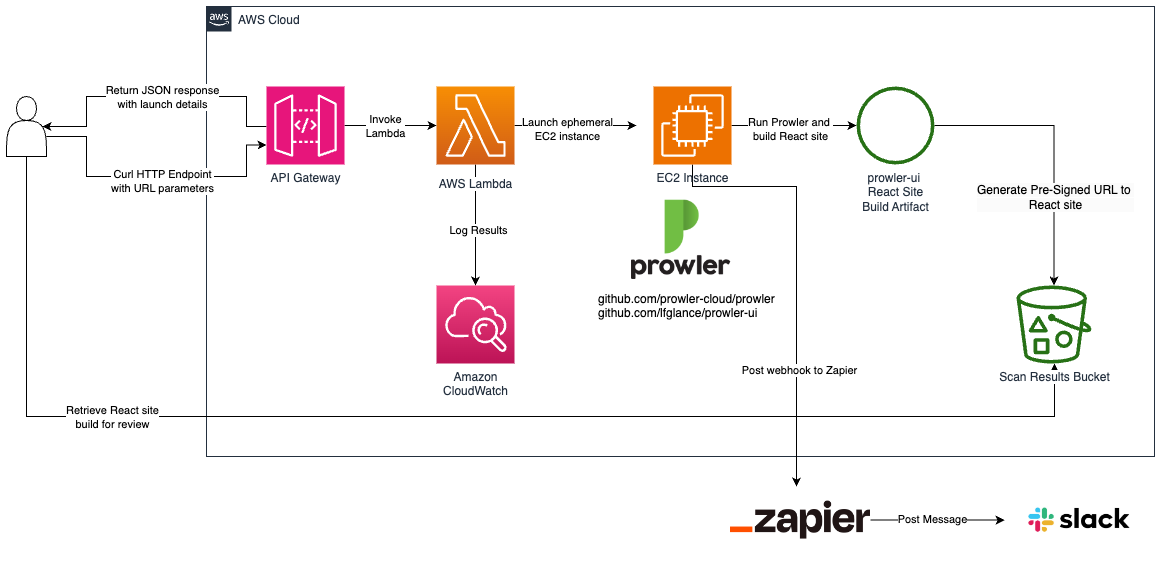 aws
AWS Cloud
Return JSON response
with launch details
Curl HTTP Endpoint
with URL parameters
API Gateway
Invoke
Lambda
AWS Lambda
Launch ephemeral
EC2 instance
EC2 Instance
Run Prowler and
build React site
prowler-ui
React Site
Build Artifact
Generate Pre-Signed URL to
React site
Log Results
Amazon
CloudWatch
prowler
github.com/prowler-cloud/prowler
github.com/lfglance/prowler-ui
Post webhook to Zapier
Scan Results Bucket
Retrieve React site
build for review
_zapier
Post Message
slack